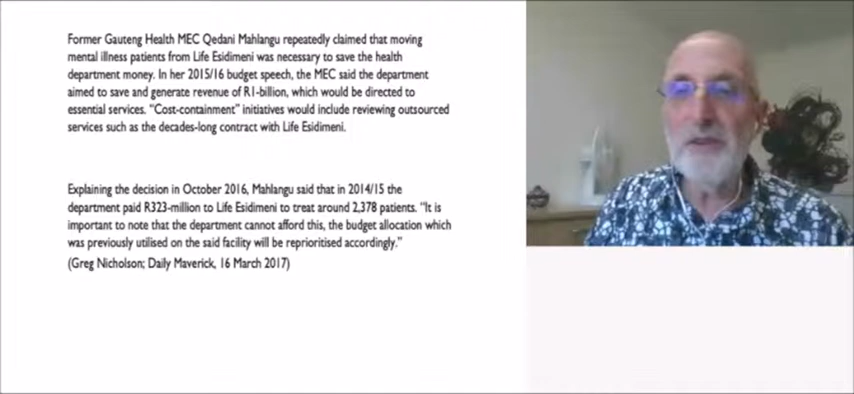 Former Gauteng Health MEC Qedani Mahlangu repeatedly claimed that moving
mental illness patients from Life Esidimeni was necessary to save the health
department money. In her 2015/16 budget speech, the MEC said the department
aimed to save and generate revenue of R1-billion, which would be directed to
essential services. “Cost-containment” initiatives would include reviewing outsourced
services such as the decades-long contract with Life Esidimeni.
Explaining the decision in October 2016, Mahlangu said that in 2014/15 the
department paid R323-million to Life Esidimeni to treat around 2,378 patients. “It is
important to note that the department cannot afford this, the budget allocation which
was previously utilised on the said facility will be reprioritised accordingly.”
(Greg Nicholson; Daily Maverick, 16 March 2017)